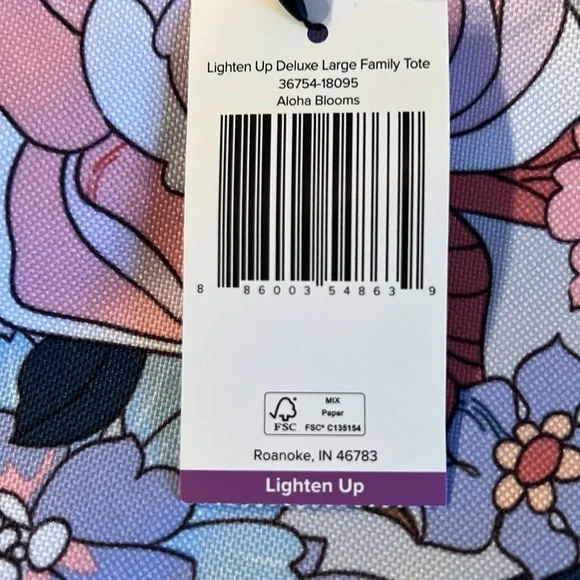 Lighten Up Deluxe Large Family Tote
36754-18095
Aloha Blooms
8 86003 54863 9
FSC
MIX
Paper
FSC® C135154
Roanoke, IN 46783
Lighten Up